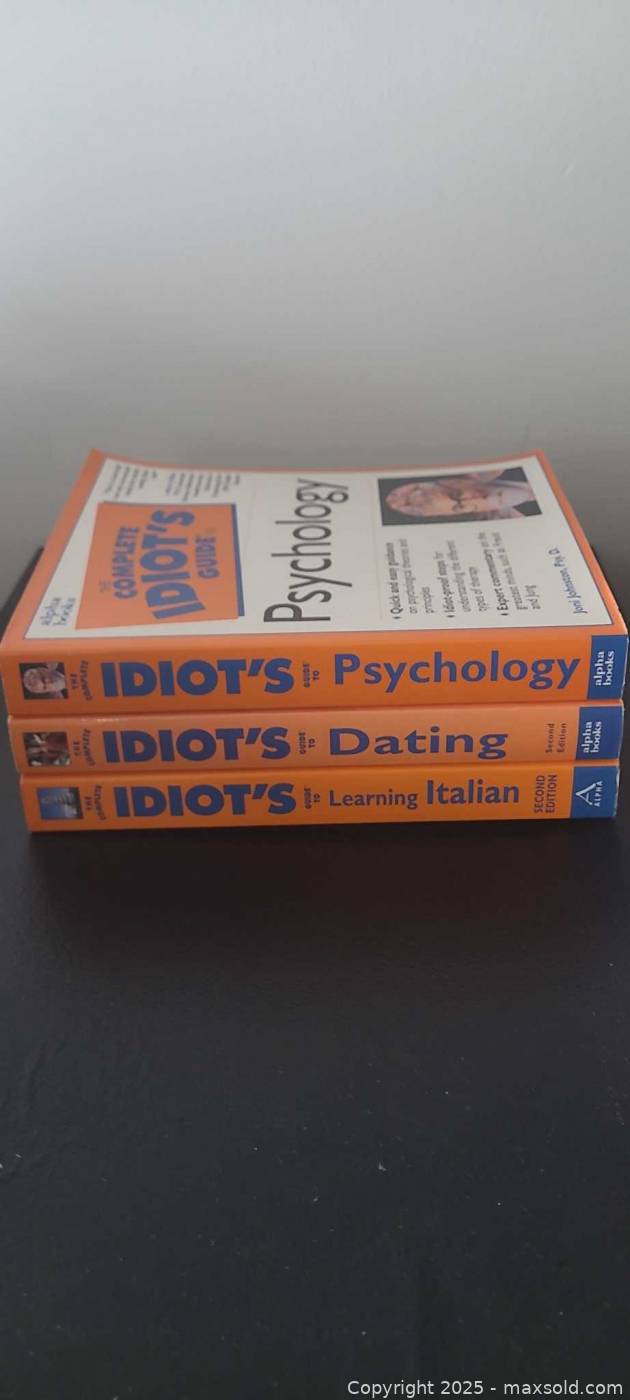 THE
COMPLETE
IDIOT'S
GUIDE TO
Psychology
alpha
books
• Quick and easy guidance
on psychological theories and
principles
• Idiot-proof steps for
understanding the different
types of therapy
• Expert commentary on the
greatest minds, such as Freud
and Jung
Joni Johnston, Psy.D.
THE COMPLETE IDIOT'S GUIDE TO Psychology alpha books
THE COMPLETE IDIOT'S GUIDE TO Dating Second Edition alpha books
THE COMPLETE IDIOT'S GUIDE TO Learning Italian SECOND EDITION ALPHA
Copyright 2025 - maxsold.com